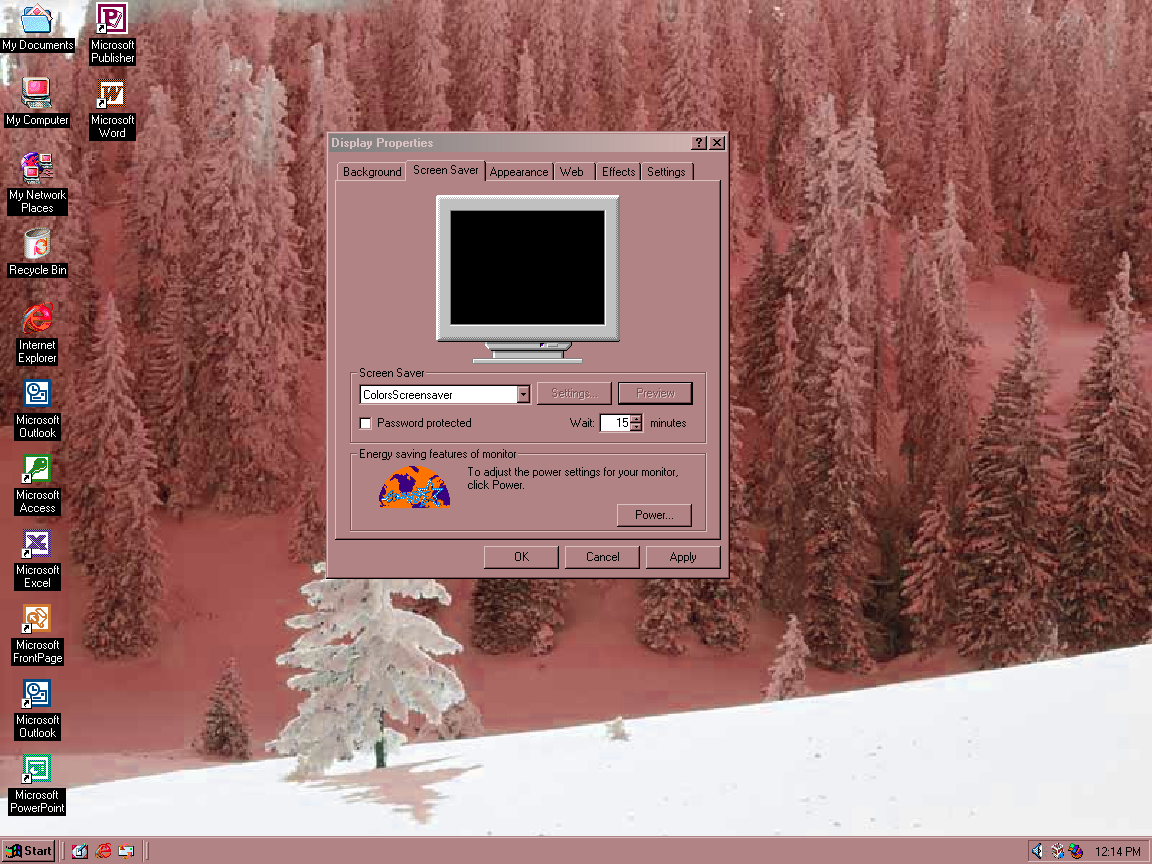 My Documents
Microsoft
Publisher
My Computer
Microsoft
Word
My Network
Places
Recycle Bin
Internet
Explorer
Microsoft
Outlook
Microsoft
Access
Microsoft
Excel
Microsoft
FrontPage
Microsoft
Outlook
Microsoft
PowerPoint
Display Properties
Background Screen Saver Appearance Web Effects Settings
Screen Saver
ColorsScreensaver Settings... Preview
Password protected Wait: 15 minutes
Energy saving features of monitor
To adjust the power settings for your monitor,
click Power.
Power...
OK Cancel Apply
Start 12:14 PM